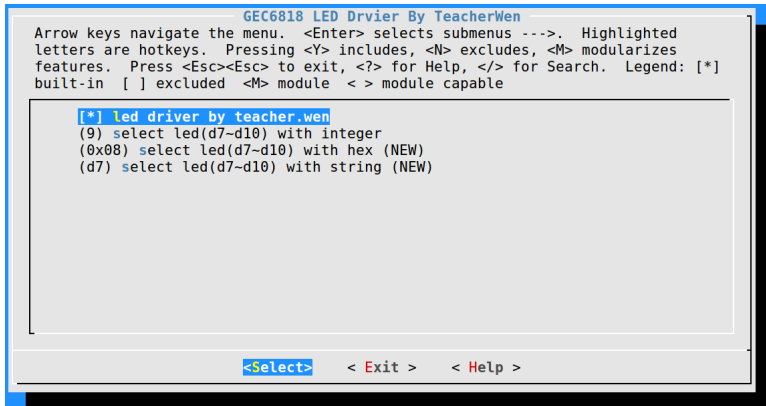 GEC6818 LED Drvier By TeacherWen
Arrow keys navigate the menu.  <Enter> selects submenus --->.  Highlighted
letters are hotkeys.  Pressing <Y> includes, <N> excludes, <M> modularizes
features.  Press <Esc><Esc> to exit, <?> for Help, </> for Search.  Legend: [*]
built-in  [ ] excluded  <M> module  < > module capable
[*] led driver by teacher.wen
(9) select led(d7~d10) with integer
(0x08) select led(d7~d10) with hex (NEW)
(d7) select led(d7~d10) with string (NEW)
<Select>    < Exit >    < Help >